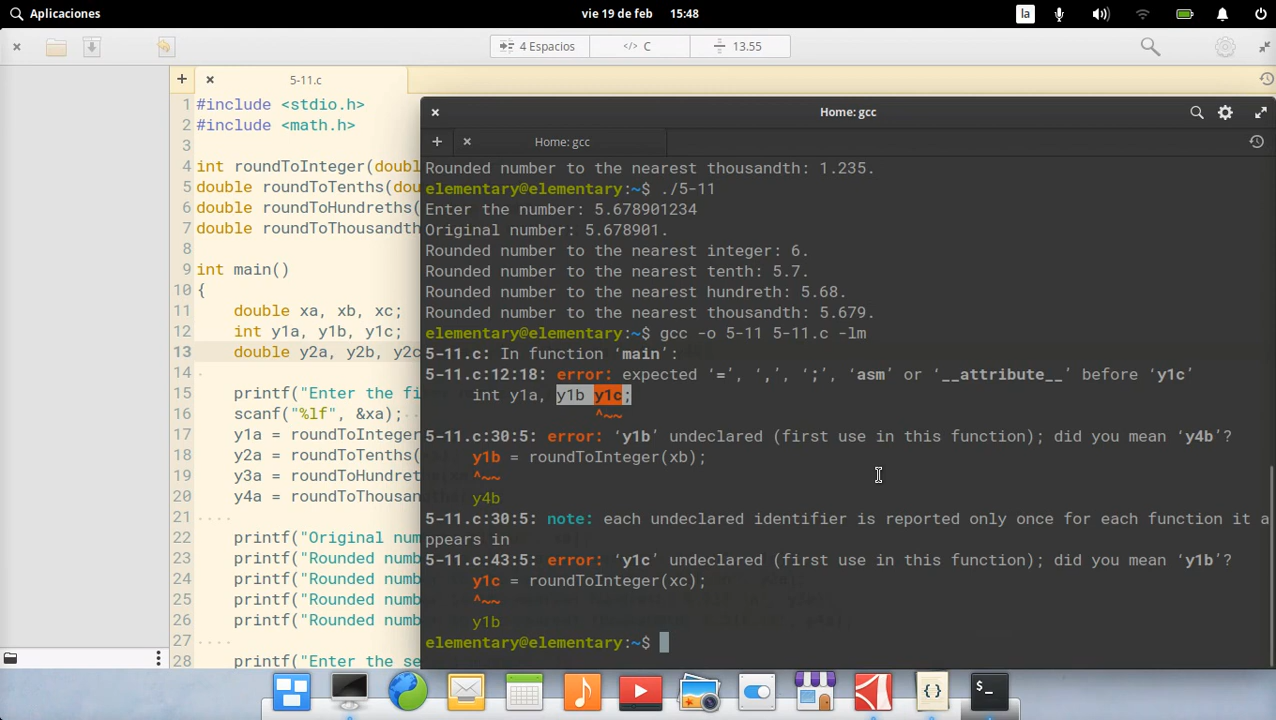 Aplicaciones
vie 19 de feb 15:48
la
4 Espacios
</> C
13.55
+ × 5-11.c
1 #include <stdio.h>
2 #include <math.h>
3
4 int roundToInteger(doubl
5 double roundToTenths(dou
6 double roundToHundreths(
7 double roundToThousandth
8
9 int main()
10 {
11 double xa, xb, xc;
12 int y1a, y1b, y1c;
13 double y2a, y2b, y2c
14
15 printf("Enter the fi
16 scanf("%lf", &xa);
17 y1a = roundToInteger
18 y2a = roundToTenths(
19 y3a = roundToHundret
20 y4a = roundToThousan
21
22 printf("Original num
23 printf("Rounded numb
24 printf("Rounded numb
25 printf("Rounded numb
26 printf("Rounded numb
27
28 printf("Enter the se
Home: gcc
+ × Home: gcc
Rounded number to the nearest thousandth: 1.235.
elementary@elementary:~$ ./5-11
Enter the number: 5.678901234
Original number: 5.678901.
Rounded number to the nearest integer: 6.
Rounded number to the nearest tenth: 5.7.
Rounded number to the nearest hundreth: 5.68.
Rounded number to the nearest thousandth: 5.679.
elementary@elementary:~$ gcc -o 5-11 5-11.c -lm
5-11.c: In function ‘main’:
5-11.c:12:18: error: expected ‘=’, ‘,’, ‘;’, ‘asm’ or ‘__attribute__’ before ‘y1c’
int y1a, y1b y1c;
^~~
5-11.c:30:5: error: ‘y1b’ undeclared (first use in this function); did you mean ‘y4b’?
y1b = roundToInteger(xb);
^~~
y4b
5-11.c:30:5: note: each undeclared identifier is reported only once for each function it a
ppears in
5-11.c:43:5: error: ‘y1c’ undeclared (first use in this function); did you mean ‘y1b’?
y1c = roundToInteger(xc);
^~~
y1b
elementary@elementary:~$